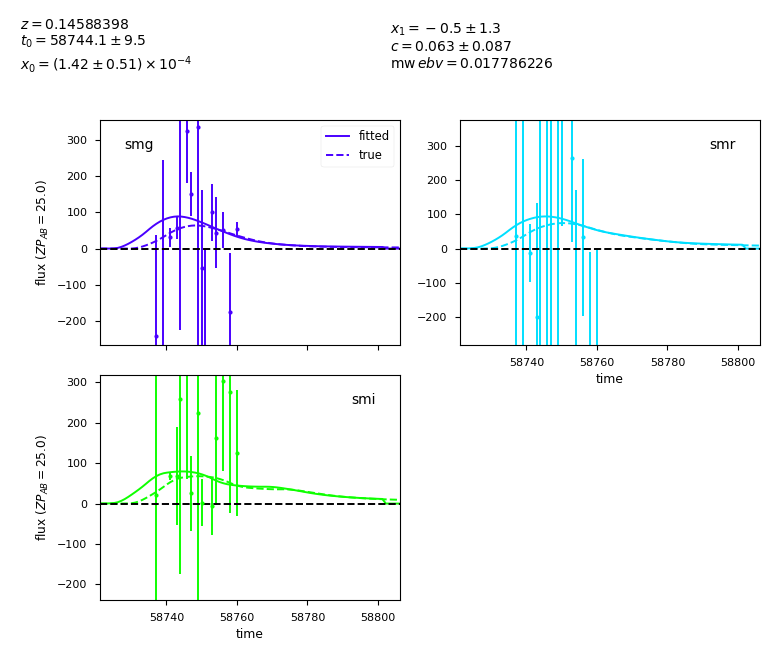 z = 0.14588398
t₀ = 58744.1 ± 9.5
x₀ = (1.42 ± 0.51) × 10⁻⁴
x₁ = −0.5 ± 1.3
c = 0.063 ± 0.087
mw ebv = 0.017786226
smg
fitted
true
300
200
100
0
−100
−200
flux (ZP_AB = 25.0)
smr
300
200
100
0
−100
−200
58740 58760 58780 58800
time
smi
300
200
100
0
−100
−200
flux (ZP_AB = 25.0)
58740 58760 58780 58800
time